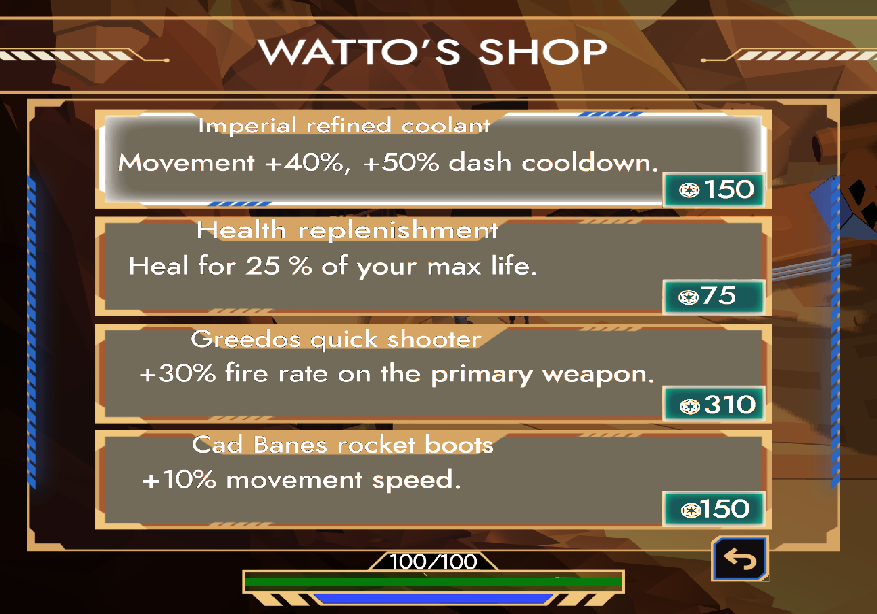 WATTO'S SHOP
Imperial refined coolant
Movement +40%, +50% dash cooldown.
150
Health replenishment
Heal for 25 % of your max life.
75
Greedos quick shooter
+30% fire rate on the primary weapon.
310
Cad Banes rocket boots
+10% movement speed.
150
100/100